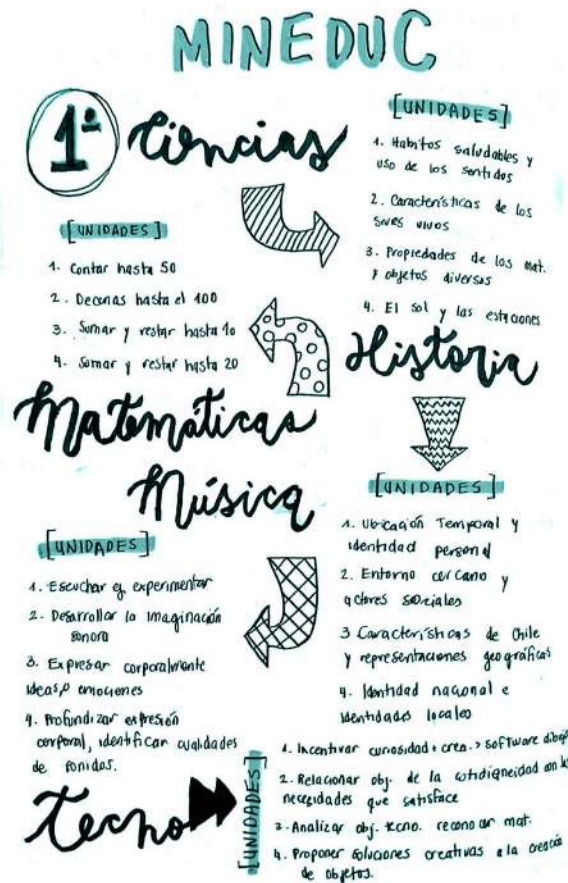 MINEDUC
1º Ciencias
[UNIDADES]
1. Habitos saludables y
uso de los sentidos
2. Características de los
seres vivos
3. Propiedades de los mat.
y objetos diversos
4. El sol y las estaciones
[UNIDADES]
1. Contar hasta 50
2. Decenas hasta el 100
3. Sumar y restar hasta 10
4. Sumar y restar hasta 20
Matemáticas
Historia
[UNIDADES]
1. Ubicación Temporal y
identidad personal
2. Entorno cercano y
actores sociales
3 Características de Chile
y representaciones geográficas
4. Identidad nacional e
identidades locales
Música
[UNIDADES]
1. Escuchar y experimentar
2. Desarrollar la imaginación
sonora
3. Expresar corporalmente
ideas, emociones
4. Profundizar expresión
corporal, identificar cualidades
de sonidos.
Tecno
[UNIDADES]
1. Incentivar curiosidad + crea. > software dibujo
2. Relacionar obj. de la cotidianeidad con las
necesidades que satisface
3. Analizar obj. tecno. reconocer mat.
4. Proponer soluciones creativas a la creación
de objetos.